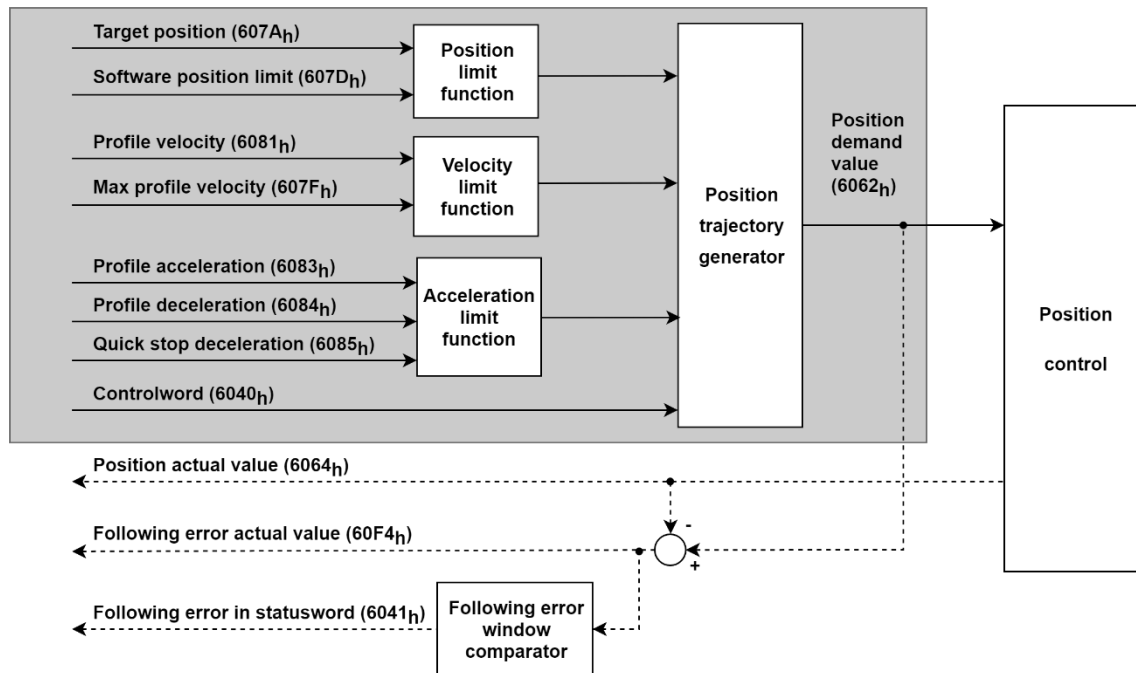 Target position (607Ah)
Software position limit (607Dh)
Position
limit
function
Profile velocity (6081h)
Max profile velocity (607Fh)
Velocity
limit
function
Profile acceleration (6083h)
Profile deceleration (6084h)
Quick stop deceleration (6085h)
Acceleration
limit
function
Controlword (6040h)
Position
trajectory
generator
Position
demand
value
(6062h)
Position
control
Position actual value (6064h)
-
Following error actual value (60F4h)
+
Following error in statusword (6041h)
Following error
window
comparator